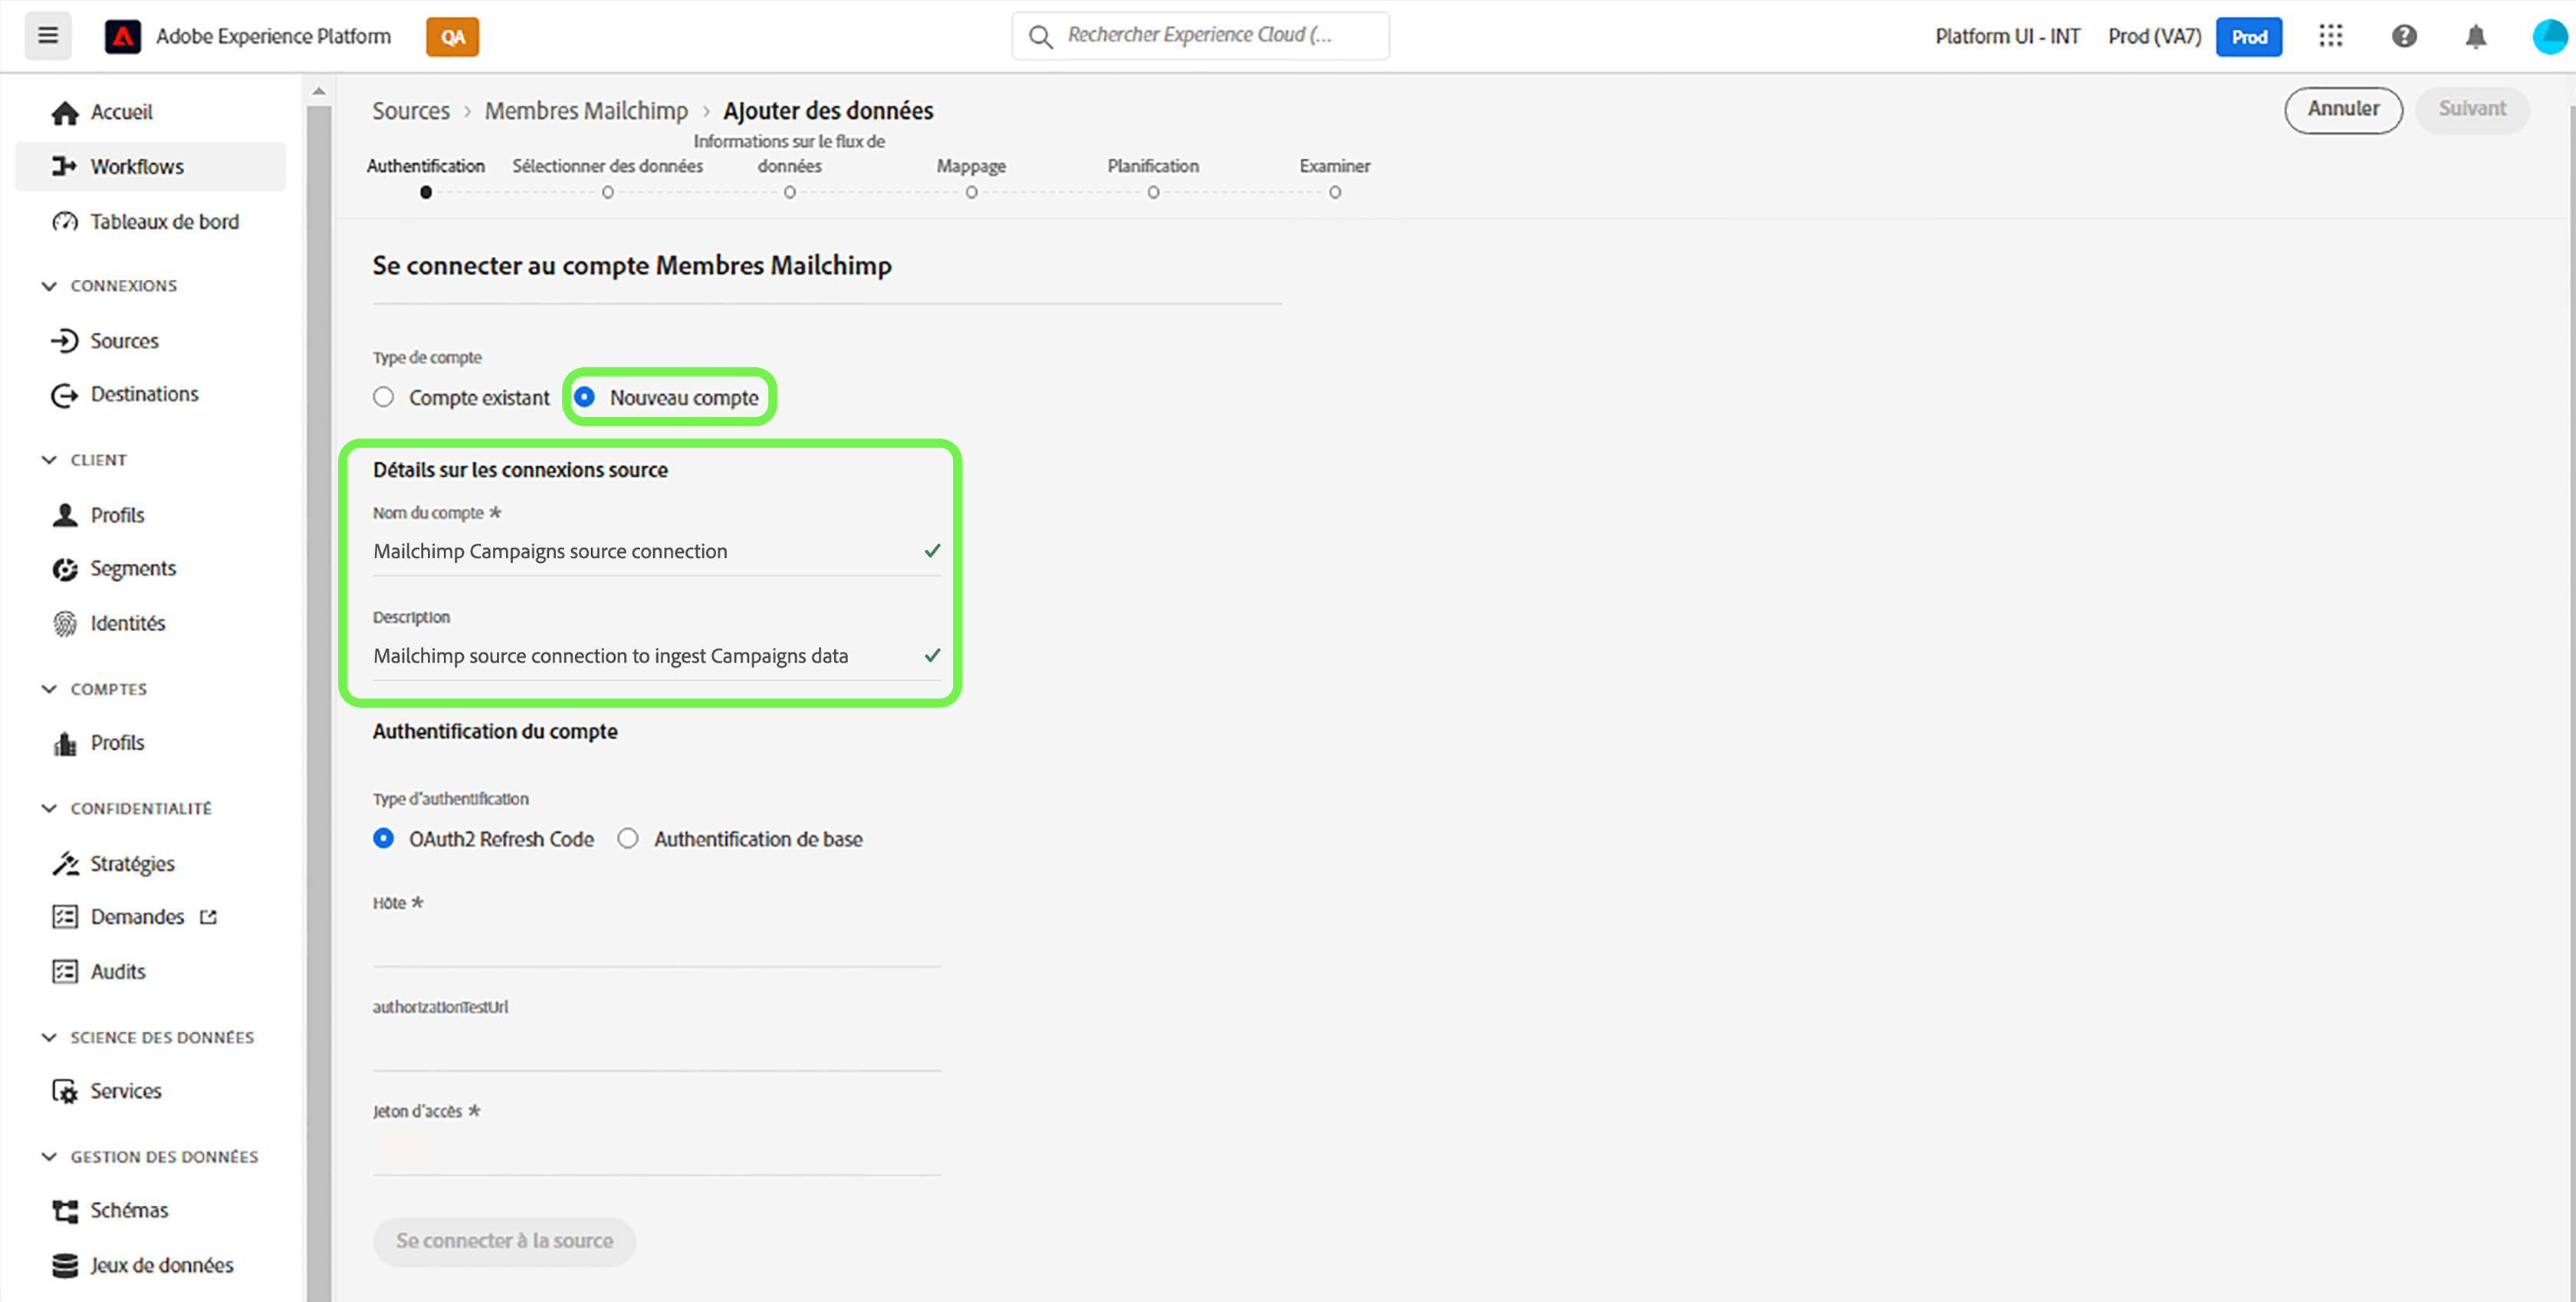 Adobe Experience Platform
QA
Rechercher Experience Cloud (...
Platform UI - INT
Prod (VA7)
Prod
Accueil
Workflows
Tableaux de bord
CONNEXIONS
Sources
Destinations
CLIENT
Profils
Segments
Identités
COMPTES
Profils
CONFIDENTIALITÉ
Stratégies
Demandes
Audits
SCIENCE DES DONNÉES
Services
GESTION DES DONNÉES
Schémas
Jeux de données
Sources > Membres Mailchimp > Ajouter des données
Annuler
Suivant
Authentification
Sélectionner des données
Informations sur le flux de
données
Mappage
Planification
Examiner
Se connecter au compte Membres Mailchimp
Type de compte
Compte existant
Nouveau compte
Détails sur les connexions source
Nom du compte *
Mailchimp Campaigns source connection
Description
Mailchimp source connection to ingest Campaigns data
Authentification du compte
Type d'authentification
OAuth2 Refresh Code
Authentification de base
Hôte *
authorizationTestUrl
Jeton d'accès *
Se connecter à la source